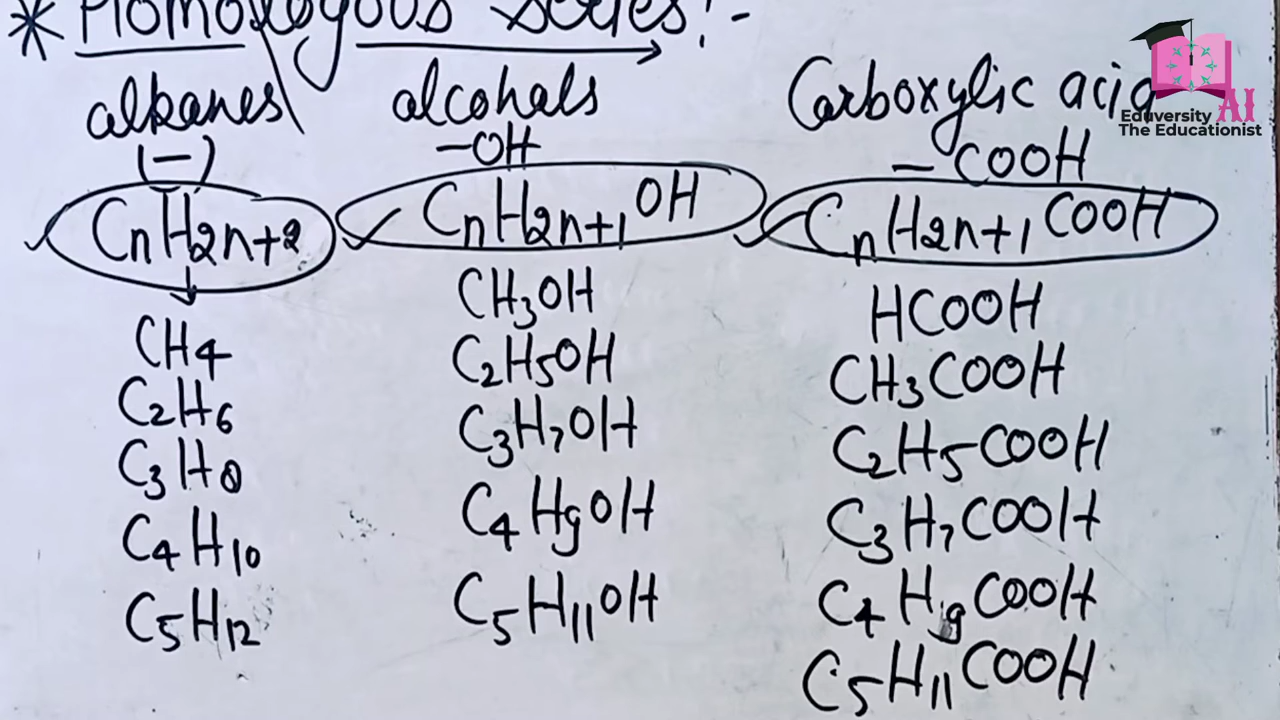 * Homologous series:-
alkanes
(-)
CnH2n+2
CH4
C2H6
C3H8
C4H10
C5H12
alcohals
-OH
CnH2n+1OH
CH3OH
C2H5OH
C3H7OH
C4H9OH
C5H11OH
Carboxylic acid
-COOH
CnH2n+1COOH
HCOOH
CH3COOH
C2H5COOH
C3H7COOH
C4H9COOH
C5H11COOH
AI
Eduversity
The Educationist